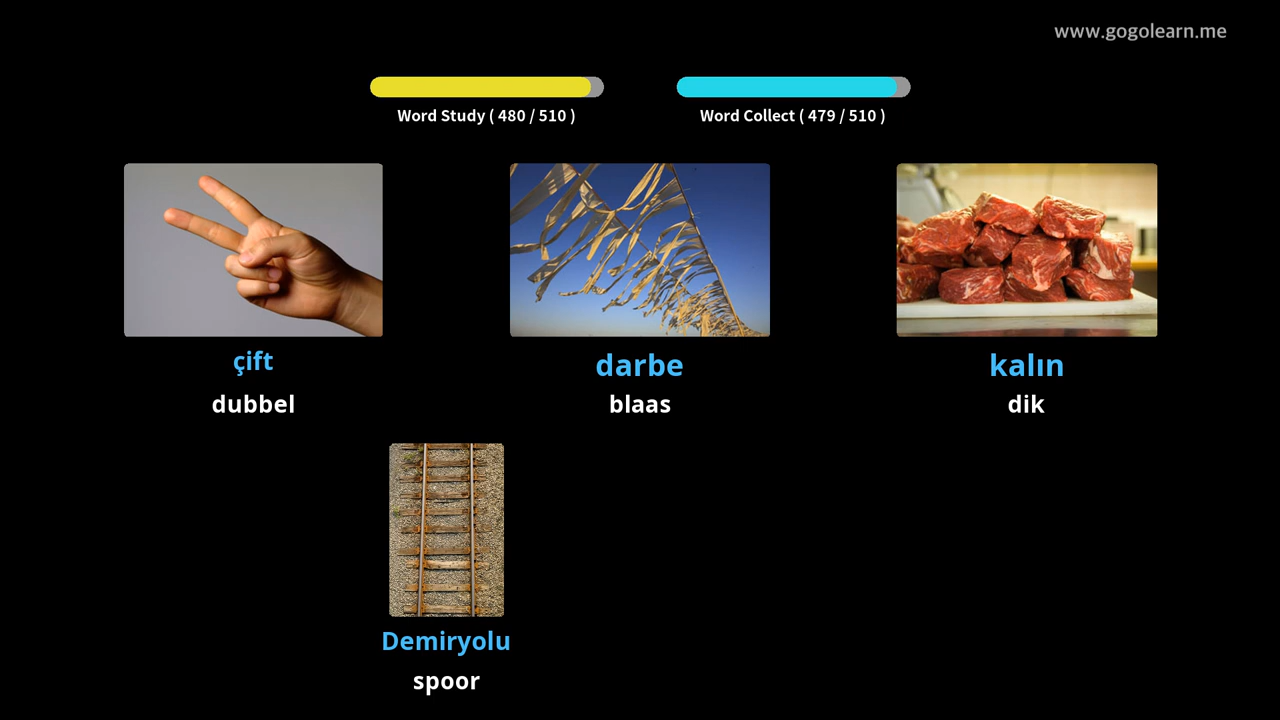 www.gogolearn.me
Word Study ( 480 / 510 )
Word Collect ( 479 / 510 )
çift
darbe
kalın
dubbel
blaas
dik
Demiryolu
spoor